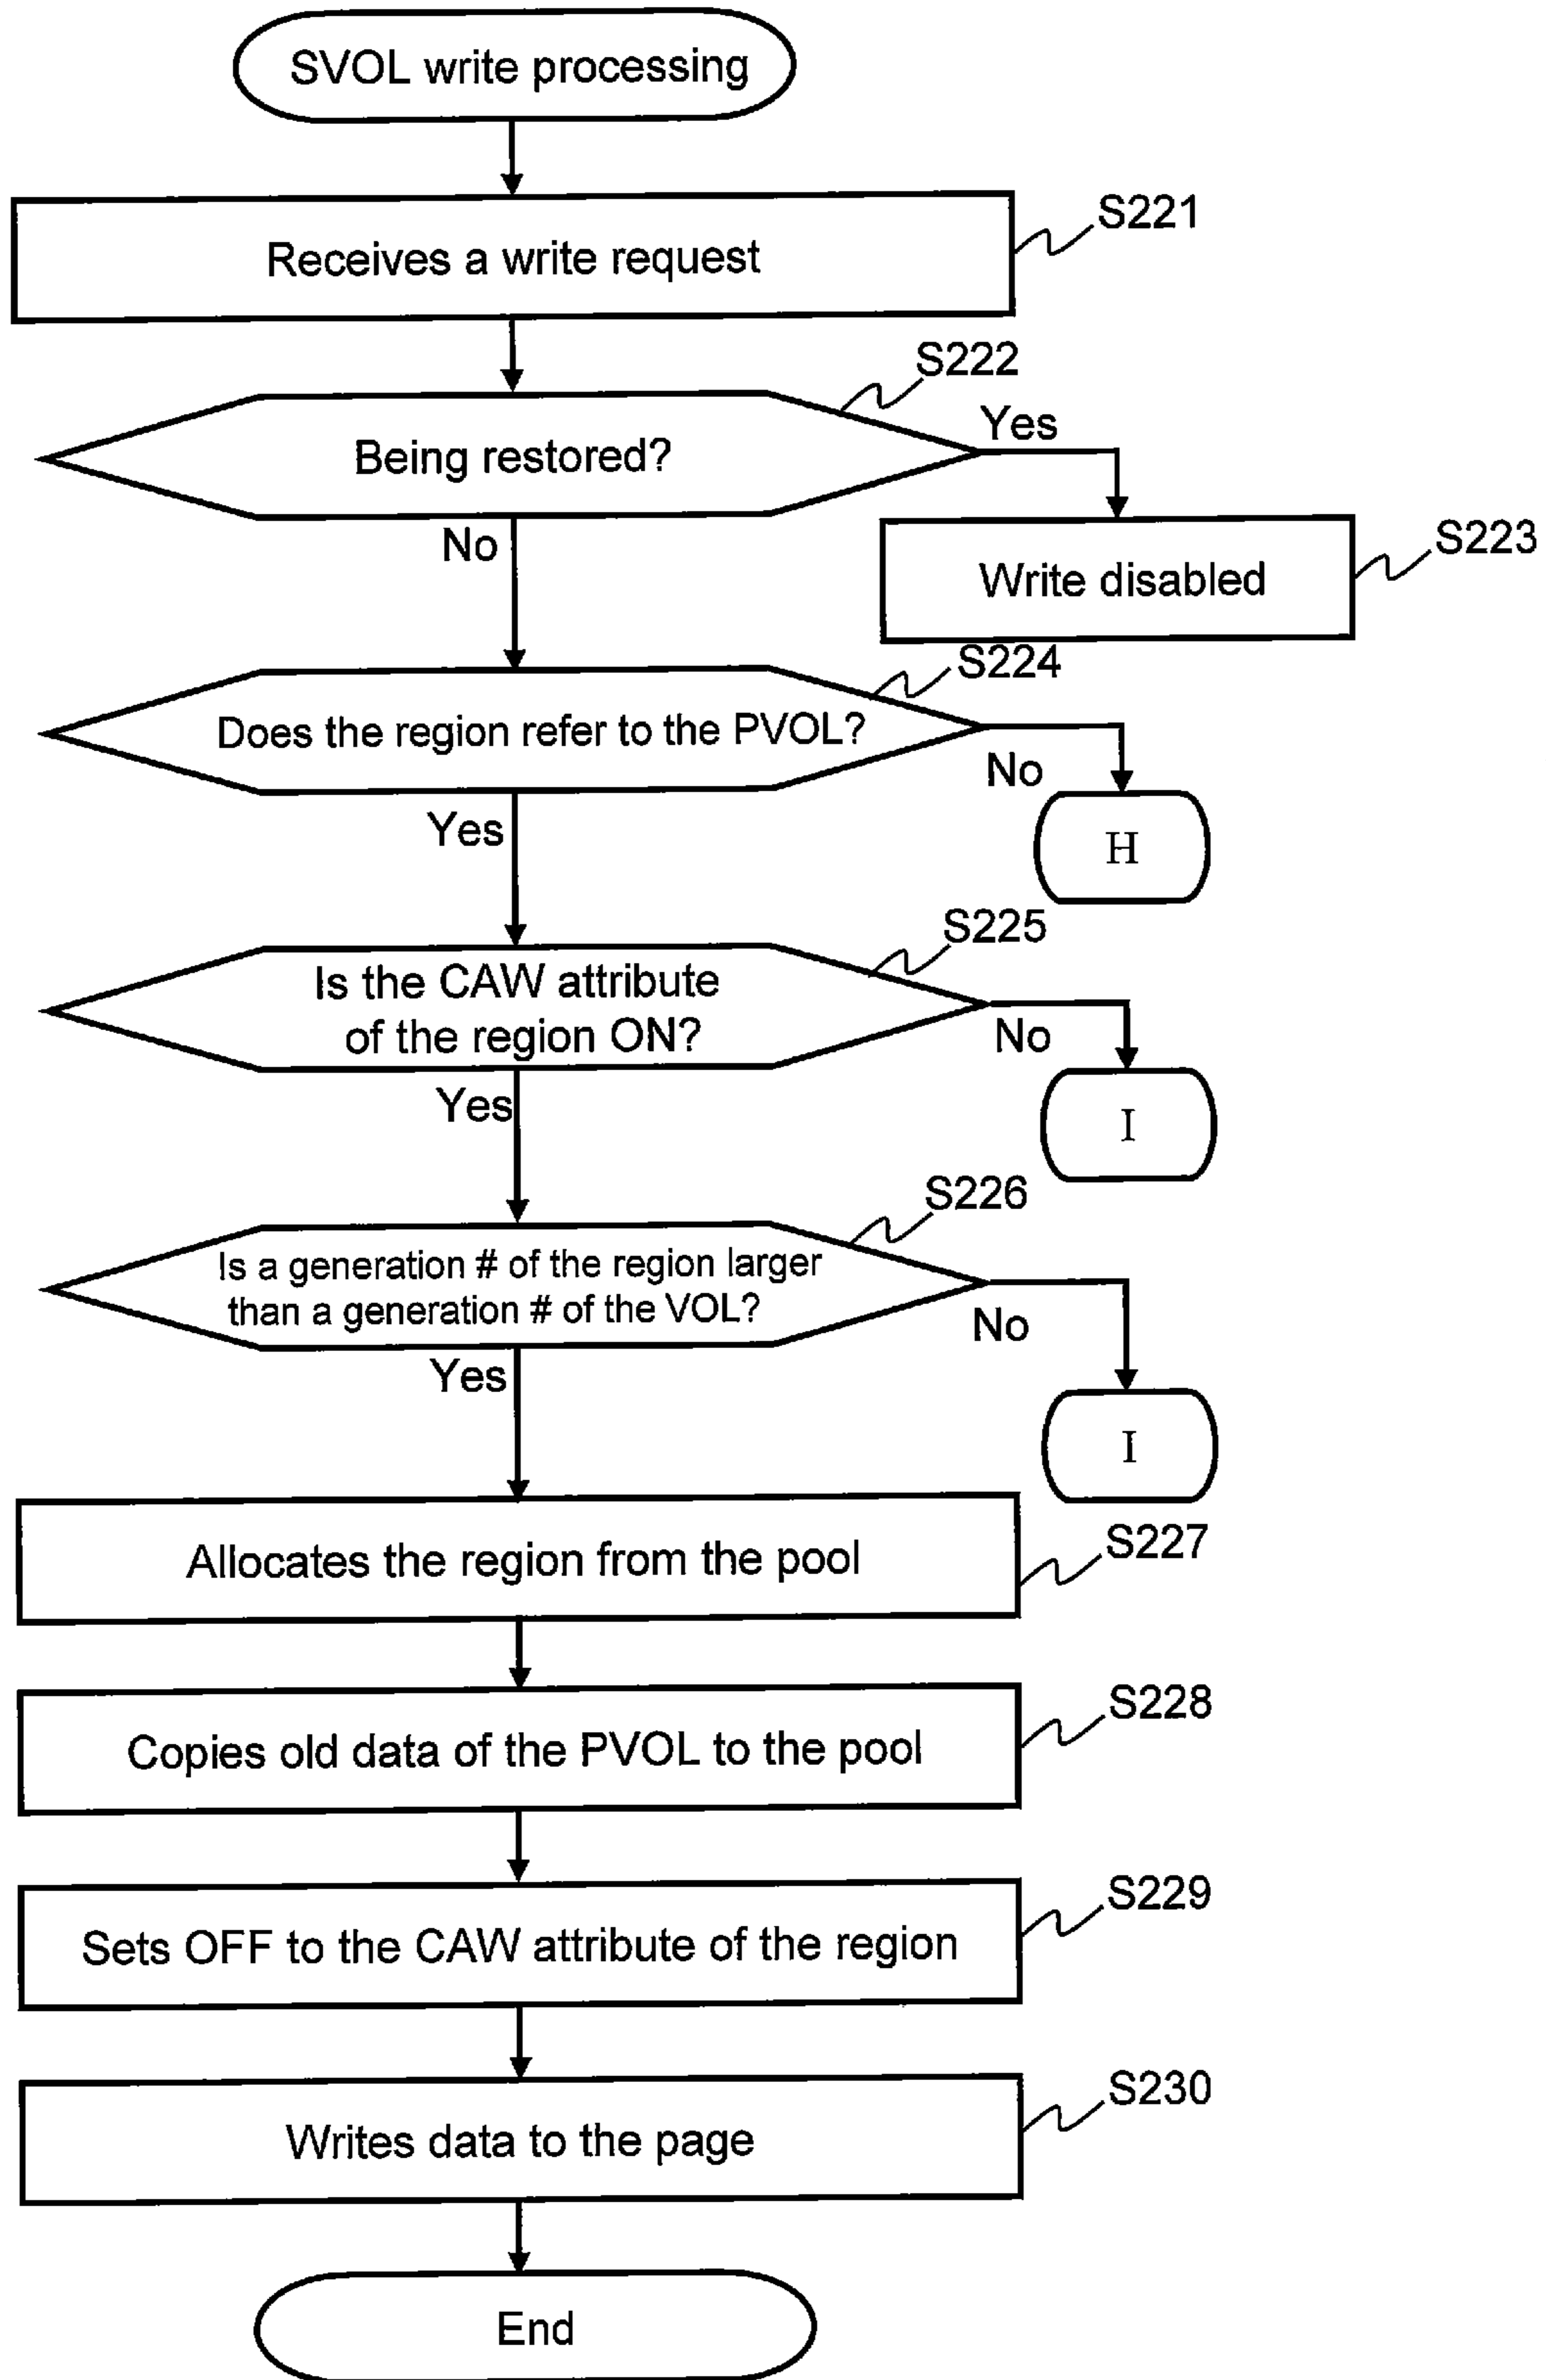 SVOL write processing
S221
Receives a write request
S222
Yes
Being restored?
No
S223
Write disabled
S224
Does the region refer to the PVOL?
No
Yes
H
S225
Is the CAW attribute
of the region ON?
No
Yes
I
S226
Is a generation # of the region larger
than a generation # of the VOL?
No
Yes
I
S227
Allocates the region from the pool
S228
Copies old data of the PVOL to the pool
S229
Sets OFF to the CAW attribute of the region
S230
Writes data to the page
End